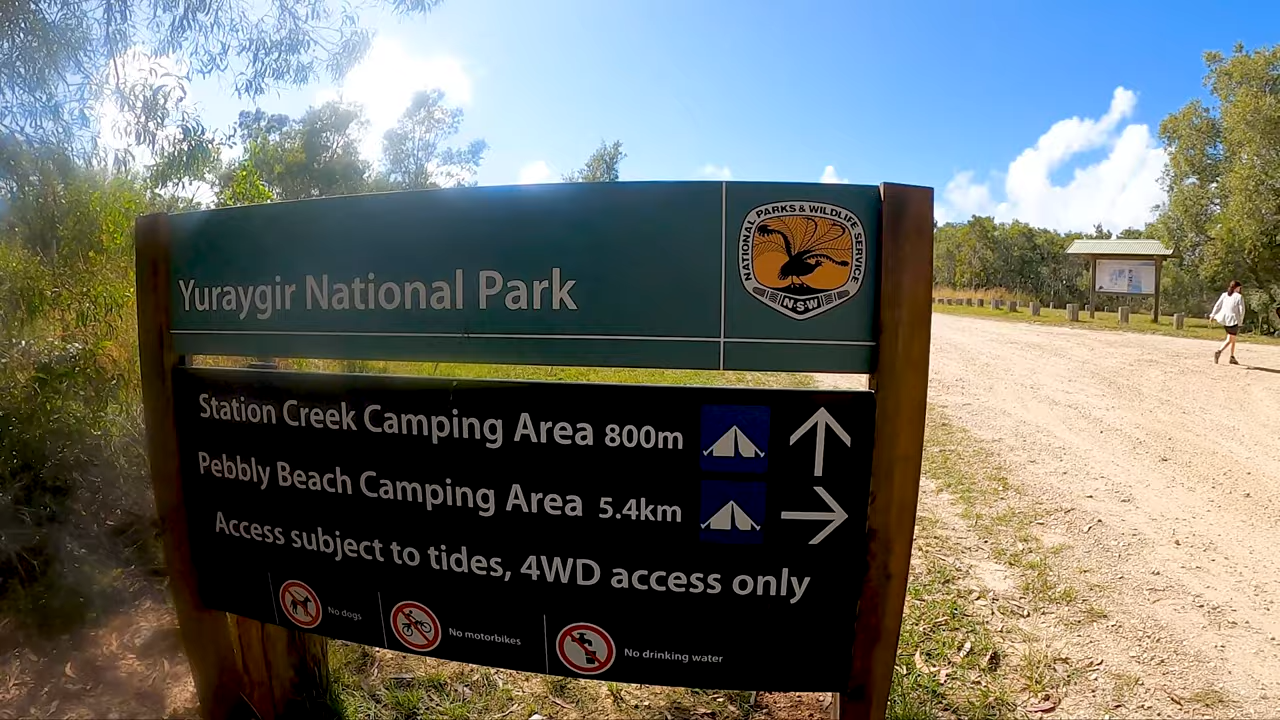 NATIONAL PARKS & WILDLIFE SERVICE
N·S·W
Yuraygir National Park
Station Creek Camping Area 800m
Pebbly Beach Camping Area 5.4km
Access subject to tides, 4WD access only
No dogs
No motorbikes
No drinking water